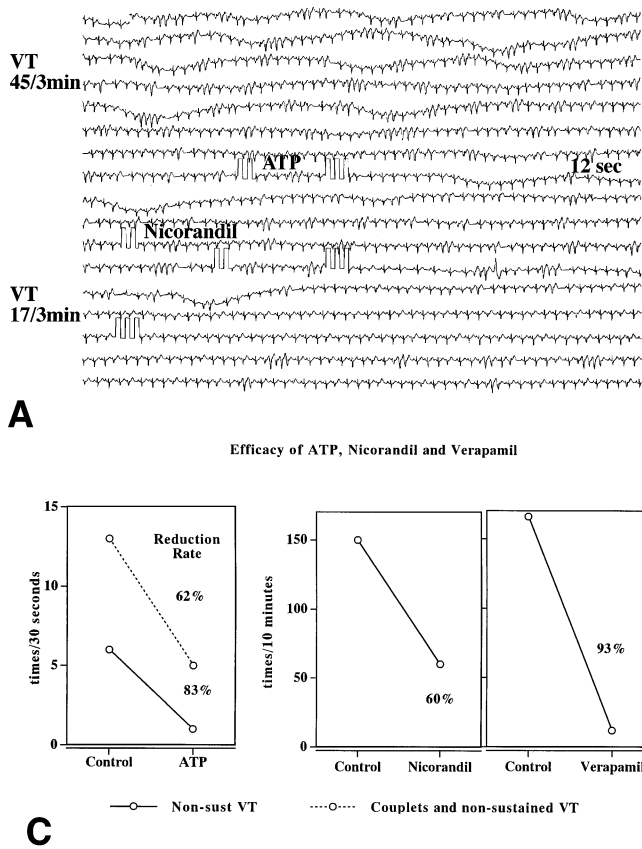 VT
45/3min
ATP
12 sec
Nicorandil
VT
17/3min
A
Efficacy of ATP, Nicorandil and Verapamil
15
10
5
0
times/30 seconds
Reduction
Rate
62%
83%
Control
ATP
150
100
50
0
times/10 minutes
60%
Control
Nicorandil
93%
Control
Verapamil
Non-sust VT
Couplets and non-sustained VT
C